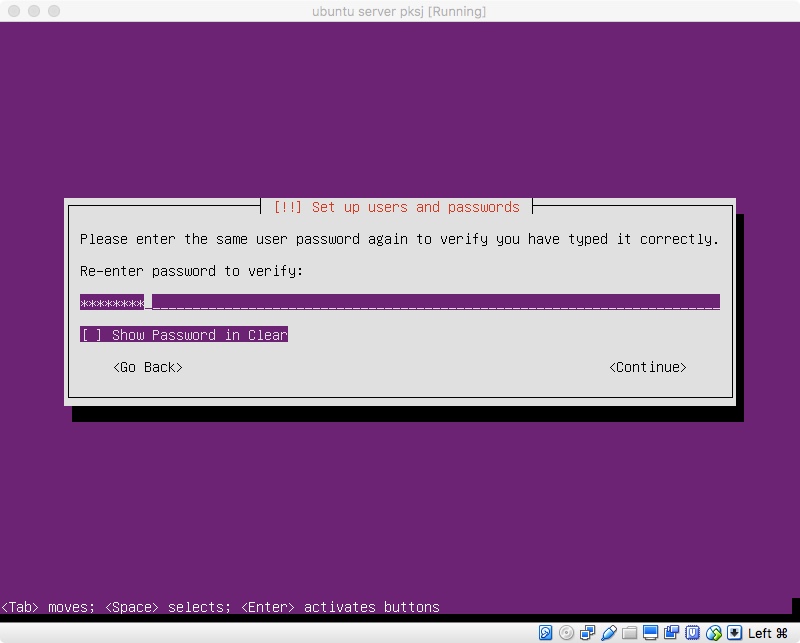 ubuntu server pksj [Running]
[!!] Set up users and passwords
Please enter the same user password again to verify you have typed it correctly.
Re-enter password to verify:
********
[ ] Show Password in Clear
<Go Back> <Continue>
<Tab> moves; <Space> selects; <Enter> activates buttons
Left ⌘